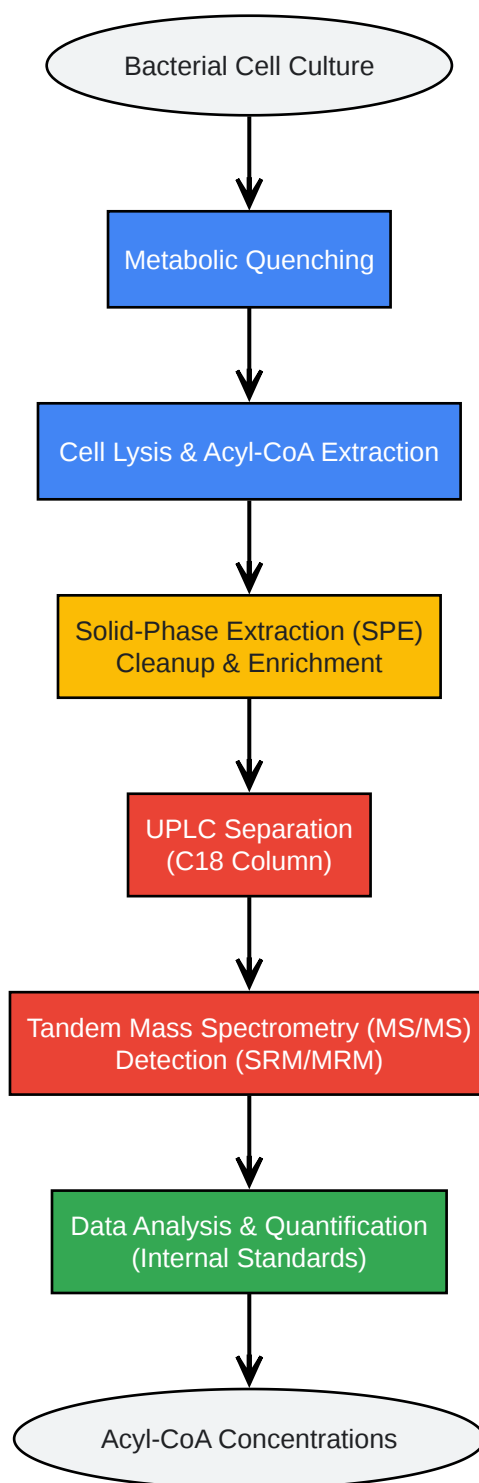 Bacterial Cell Culture
Metabolic Quenching
Cell Lysis & Acyl-CoA Extraction
Solid-Phase Extraction (SPE)
Cleanup & Enrichment
UPLC Separation
(C18 Column)
Tandem Mass Spectrometry (MS/MS)
Detection (SRM/MRM)
Data Analysis & Quantification
(Internal Standards)
Acyl-CoA Concentrations